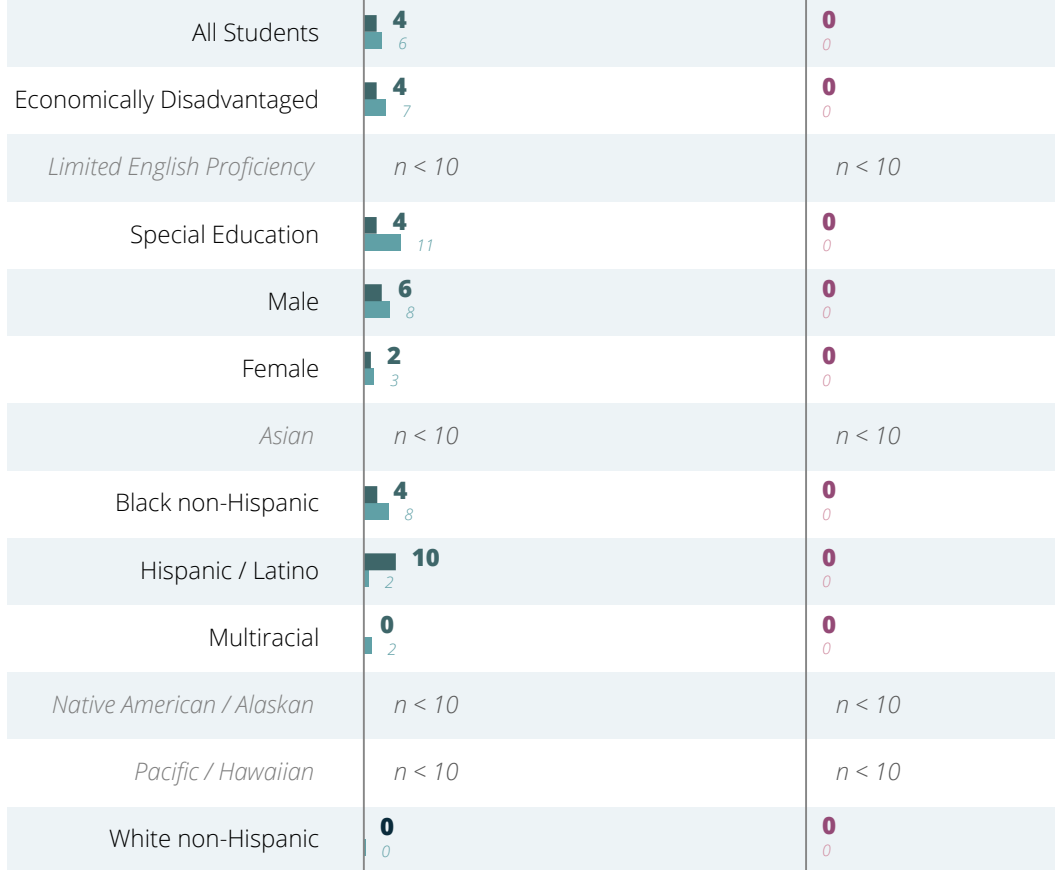 All Students 4 0
6 0
Economically Disadvantaged 4 0
7 0
Limited English Proficiency n < 10 n < 10
Special Education 4 0
11 0
Male 6 0
8 0
Female 2 0
3 0
Asian n < 10 n < 10
Black non-Hispanic 4 0
8 0
Hispanic / Latino 10 0
2 0
Multiracial 0 0
2 0
Native American / Alaskan n < 10 n < 10
Pacific / Hawaiian n < 10 n < 10
White non-Hispanic 0 0
0 0